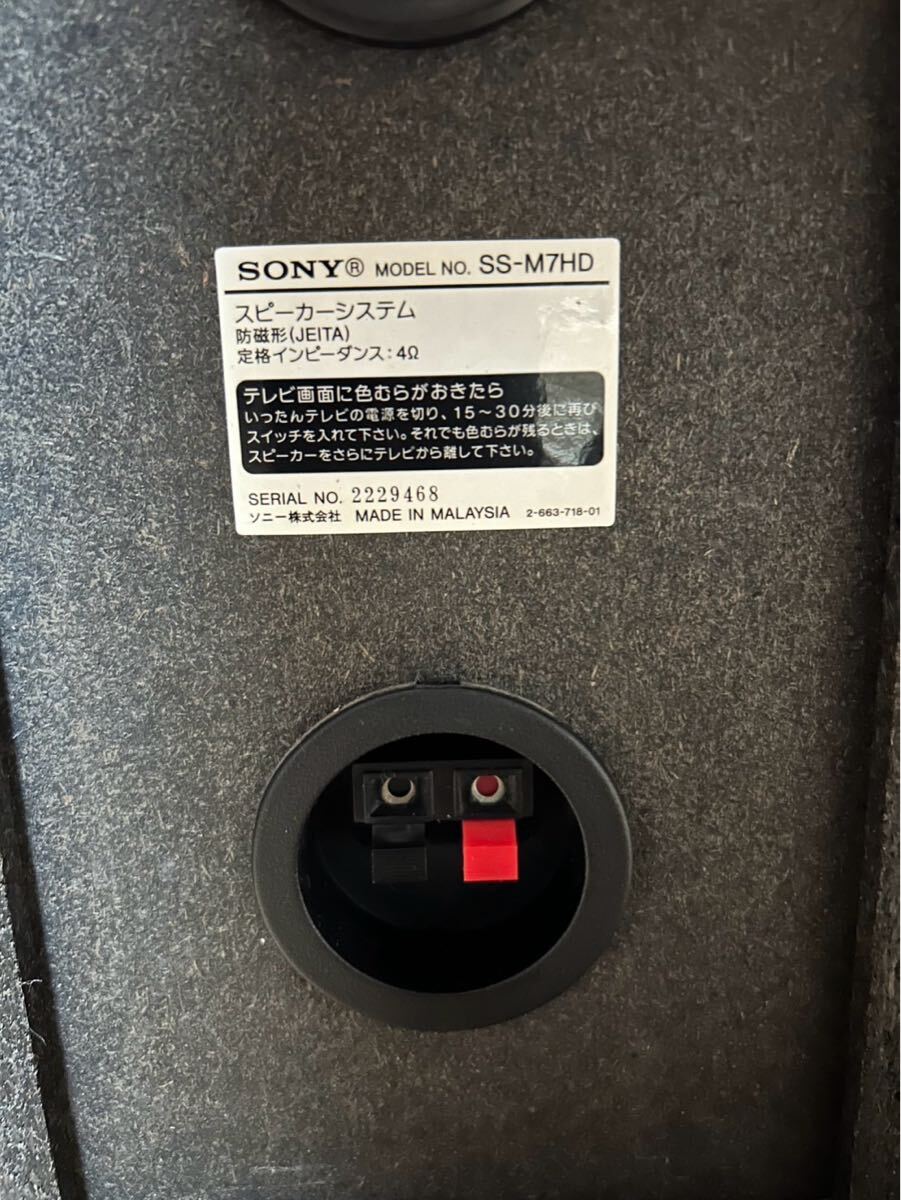 SONY® MODEL NO. SS-M7HD
スピーカーシステム
防磁形(JEITA)
定格インピーダンス:4Ω
テレビ画面に色むらがおきたら
いったんテレビの電源を切り、15～30分後に再び
スイッチを入れて下さい。それでも色むらが残るときは、
スピーカーをさらにテレビから離して下さい。
SERIAL NO. 2229468
ソニー株式会社 MADE IN MALAYSIA 2-663-718-01